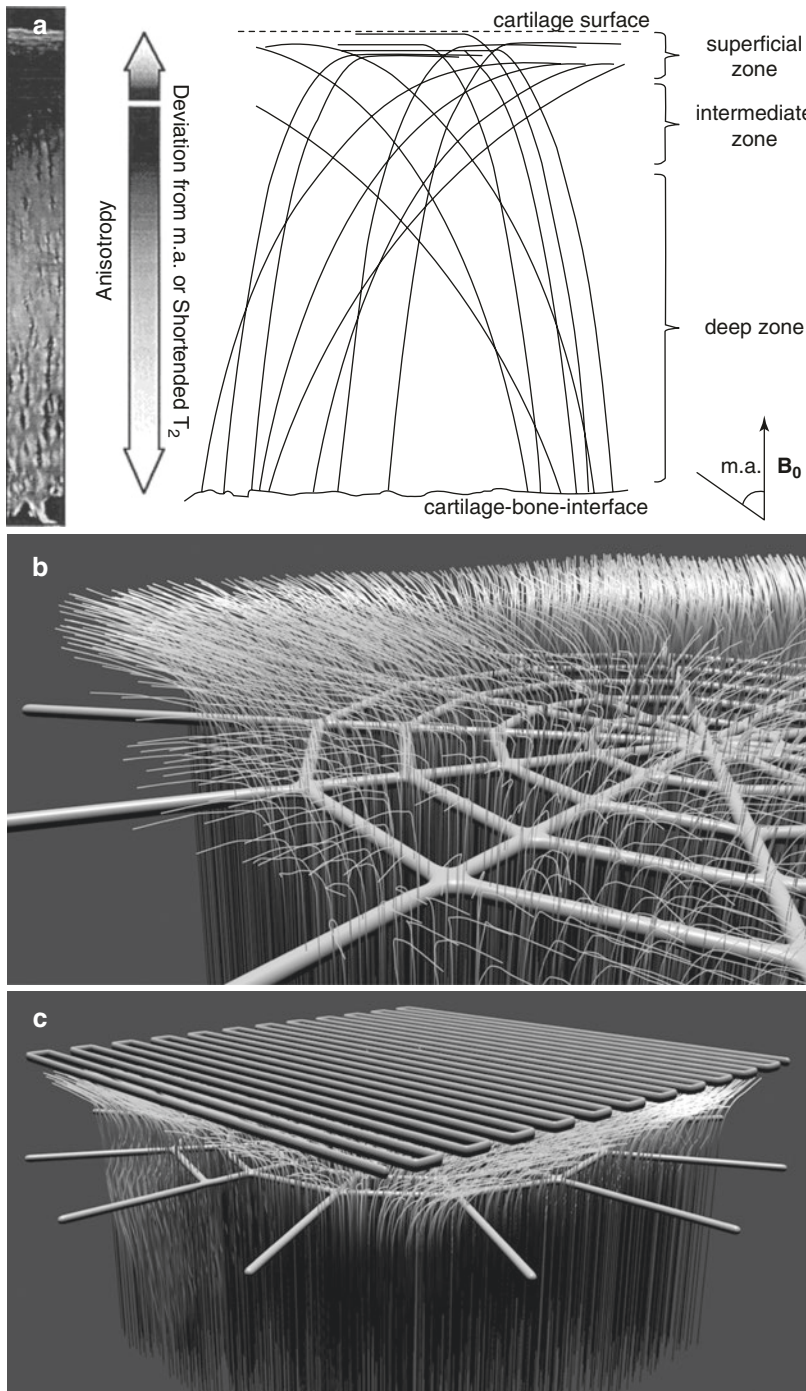 a
cartilage surface
superficial
zone
intermediate
zone
deep zone
Deviation from m.a. or Shortended T2
Anisotropy
m.a.
B0
cartilage-bone-interface
b
c